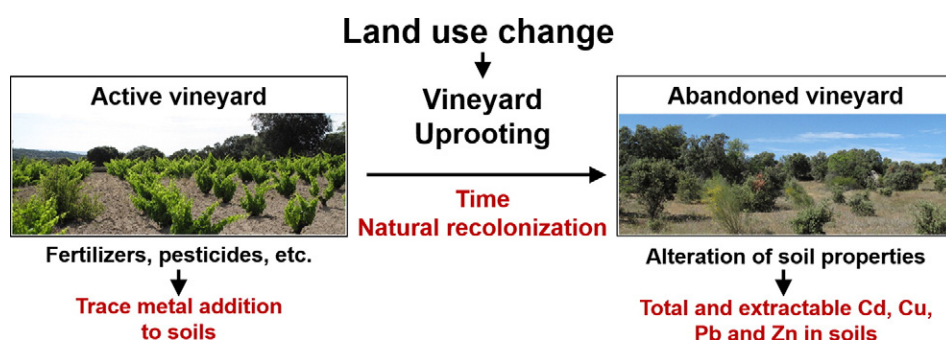 Land use change
Active vineyard
Vineyard
Uprooting
Abandoned vineyard
Time
Natural recolonization
Fertilizers, pesticides, etc.
Trace metal addition
to soils
Alteration of soil properties
Total and extractable Cd, Cu,
Pb and Zn in soils